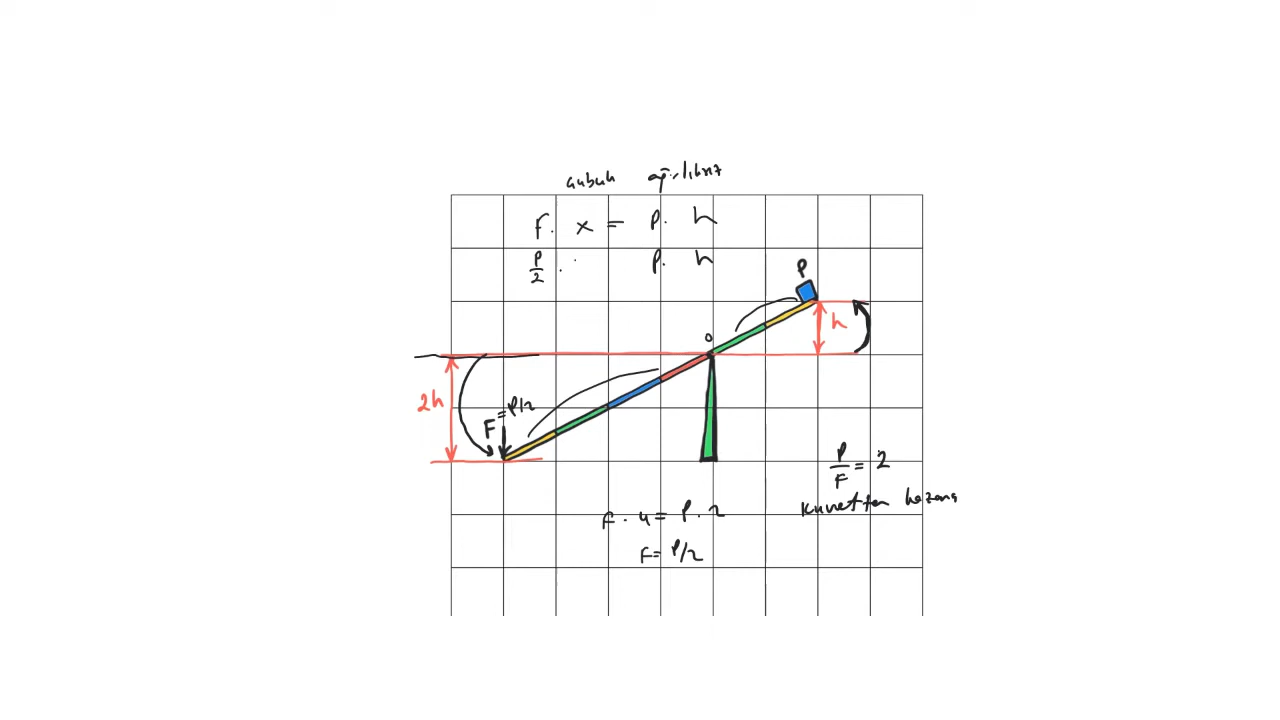 F. x = P. h
P/2 . P. h
P
O
h
2h
F = P/2
P/F = 2
Kuvvetten kazanç
F. 4 = P. 2
F = P/2